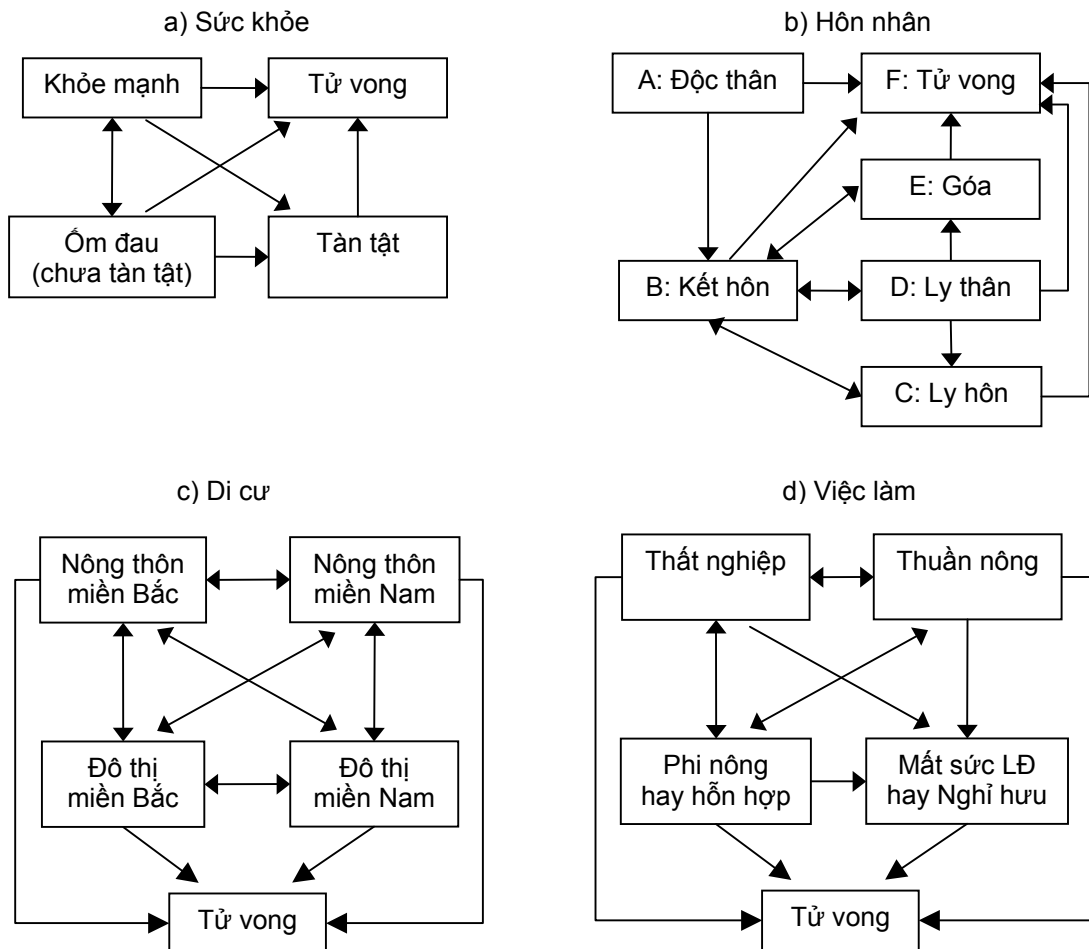 a) Sức khỏe
Khỏe mạnh
Tử vong
Ốm đau
(chưa tàn tật)
Tàn tật
b) Hôn nhân
A: Độc thân
F: Tử vong
E: Góa
B: Kết hôn
D: Ly thân
C: Ly hôn
c) Di cư
Nông thôn
miền Bắc
Nông thôn
miền Nam
Đô thị
miền Bắc
Đô thị
miền Nam
Tử vong
d) Việc làm
Thất nghiệp
Thuần nông
Phi nông
hay hỗn hợp
Mất sức LĐ
hay Nghỉ hưu
Tử vong